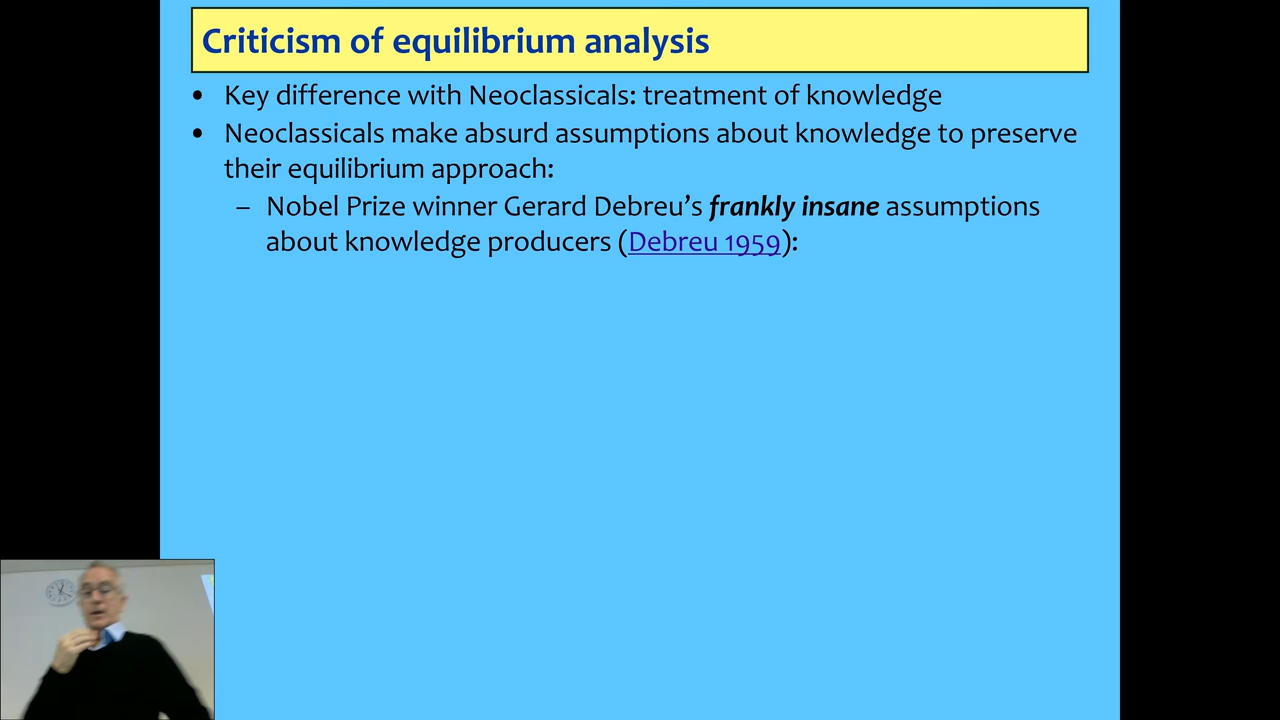 Criticism of equilibrium analysis
• Key difference with Neoclassicals: treatment of knowledge
• Neoclassicals make absurd assumptions about knowledge to preserve
their equilibrium approach:
– Nobel Prize winner Gerard Debreu’s frankly insane assumptions
about knowledge producers (Debreu 1959):